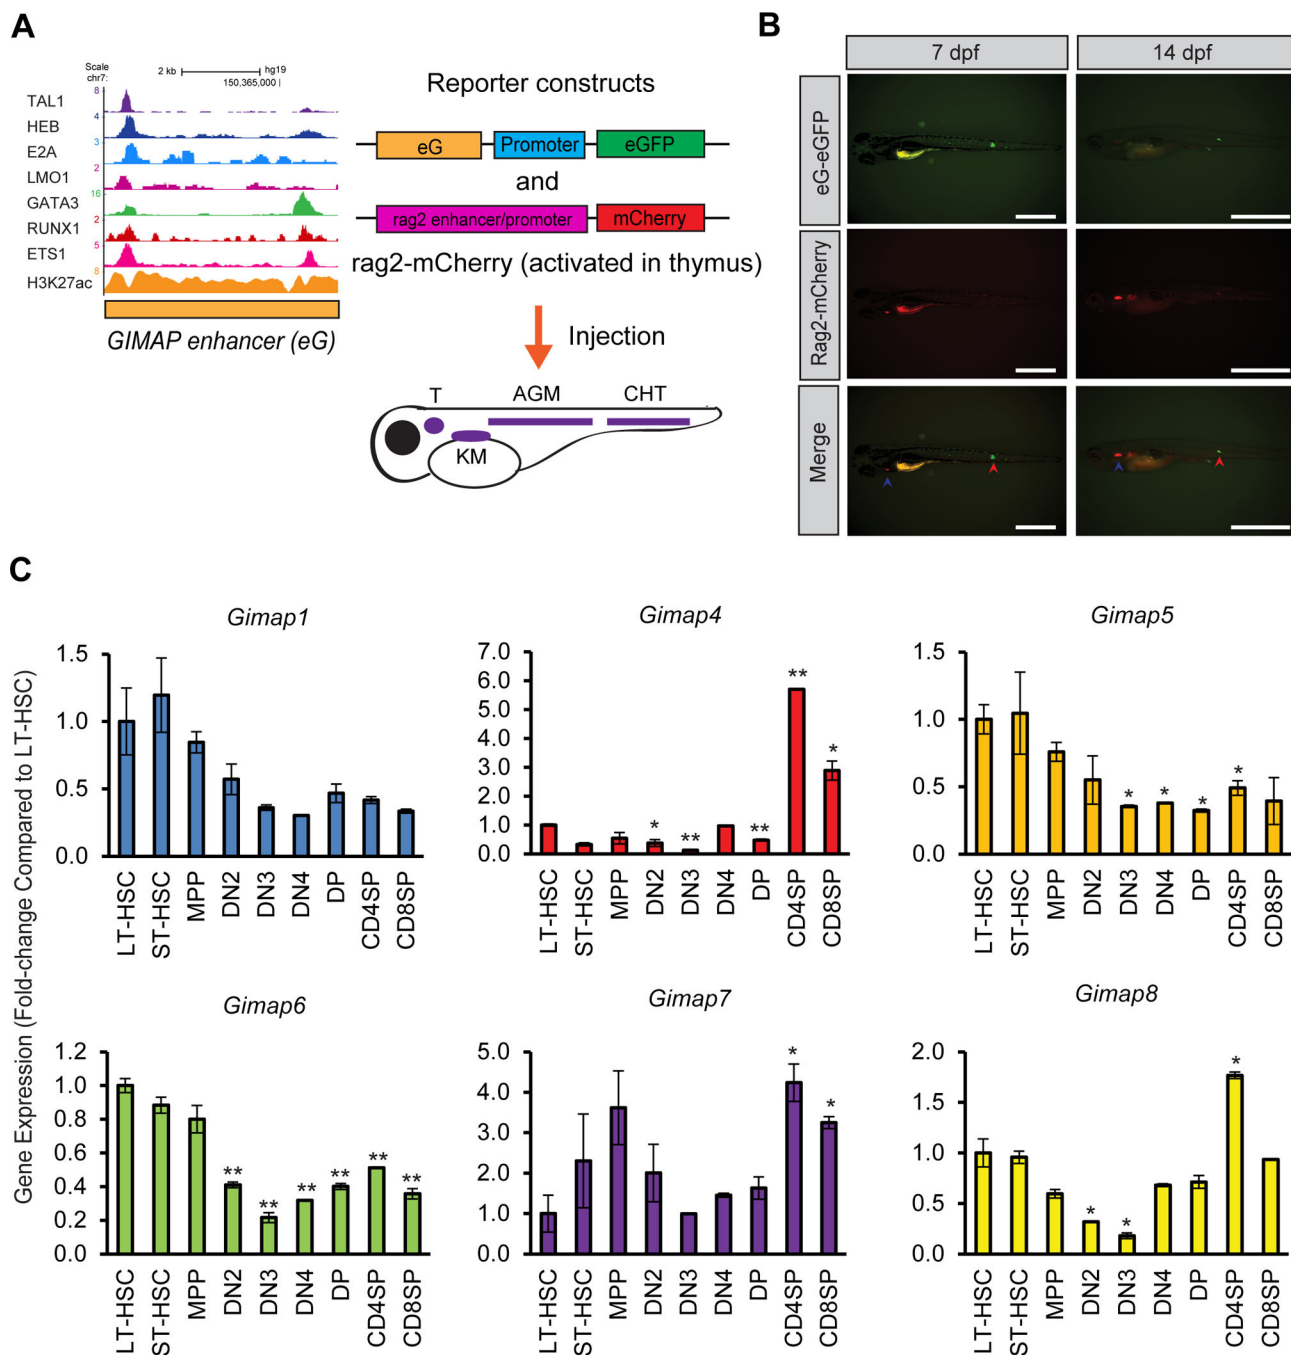 A
Scale
chr7:
2 kb
hg19
150,365,000
TAL1
8
HEB
4
E2A
3
LMO1
2
GATA3
16
RUNX1
2
ETS1
5
H3K27ac
8
GIMAP enhancer (eG)
Reporter constructs
eG
Promoter
eGFP
and
rag2 enhancer/promoter
mCherry
rag2-mCherry (activated in thymus)
Injection
T
AGM
CHT
KM
B
7 dpf
14 dpf
eG-eGFP
Rag2-mCherry
Merge
C
Gene Expression (Fold-change Compared to LT-HSC)
Gimap1
1.5
1.0
0.5
0.0
LT-HSC
ST-HSC
MPP
DN2
DN3
DN4
DP
CD4SP
CD8SP
Gimap4
7.0
6.0
5.0
4.0
3.0
2.0
1.0
0.0
*
**
**
**
*
LT-HSC
ST-HSC
MPP
DN2
DN3
DN4
DP
CD4SP
CD8SP
Gimap5
1.5
1.0
0.5
0.0
*
*
*
*
LT-HSC
ST-HSC
MPP
DN2
DN3
DN4
DP
CD4SP
CD8SP
Gimap6
1.2
1.0
0.8
0.6
0.4
0.2
0.0
**
**
**
**
**
**
LT-HSC
ST-HSC
MPP
DN2
DN3
DN4
DP
CD4SP
CD8SP
Gimap7
5.0
4.0
3.0
2.0
1.0
0.0
*
*
LT-HSC
ST-HSC
MPP
DN2
DN3
DN4
DP
CD4SP
CD8SP
Gimap8
2.0
1.5
1.0
0.5
0.0
*
*
*
LT-HSC
ST-HSC
MPP
DN2
DN3
DN4
DP
CD4SP
CD8SP